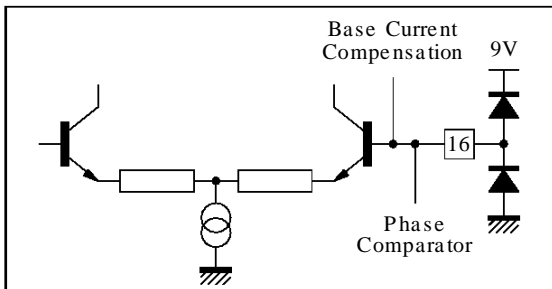 Base Current
Compensation
9V
16
Phase
Comparator